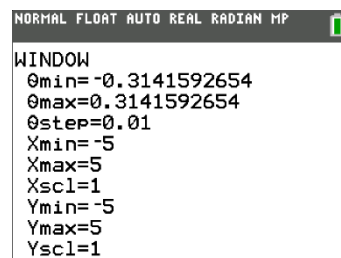 NORMAL FLOAT AUTO REAL RADIAN MP
WINDOW
θmin=-0.3141592654
θmax=0.3141592654
θstep=0.01
Xmin=-5
Xmax=5
Xscl=1
Ymin=-5
Ymax=5
Yscl=1